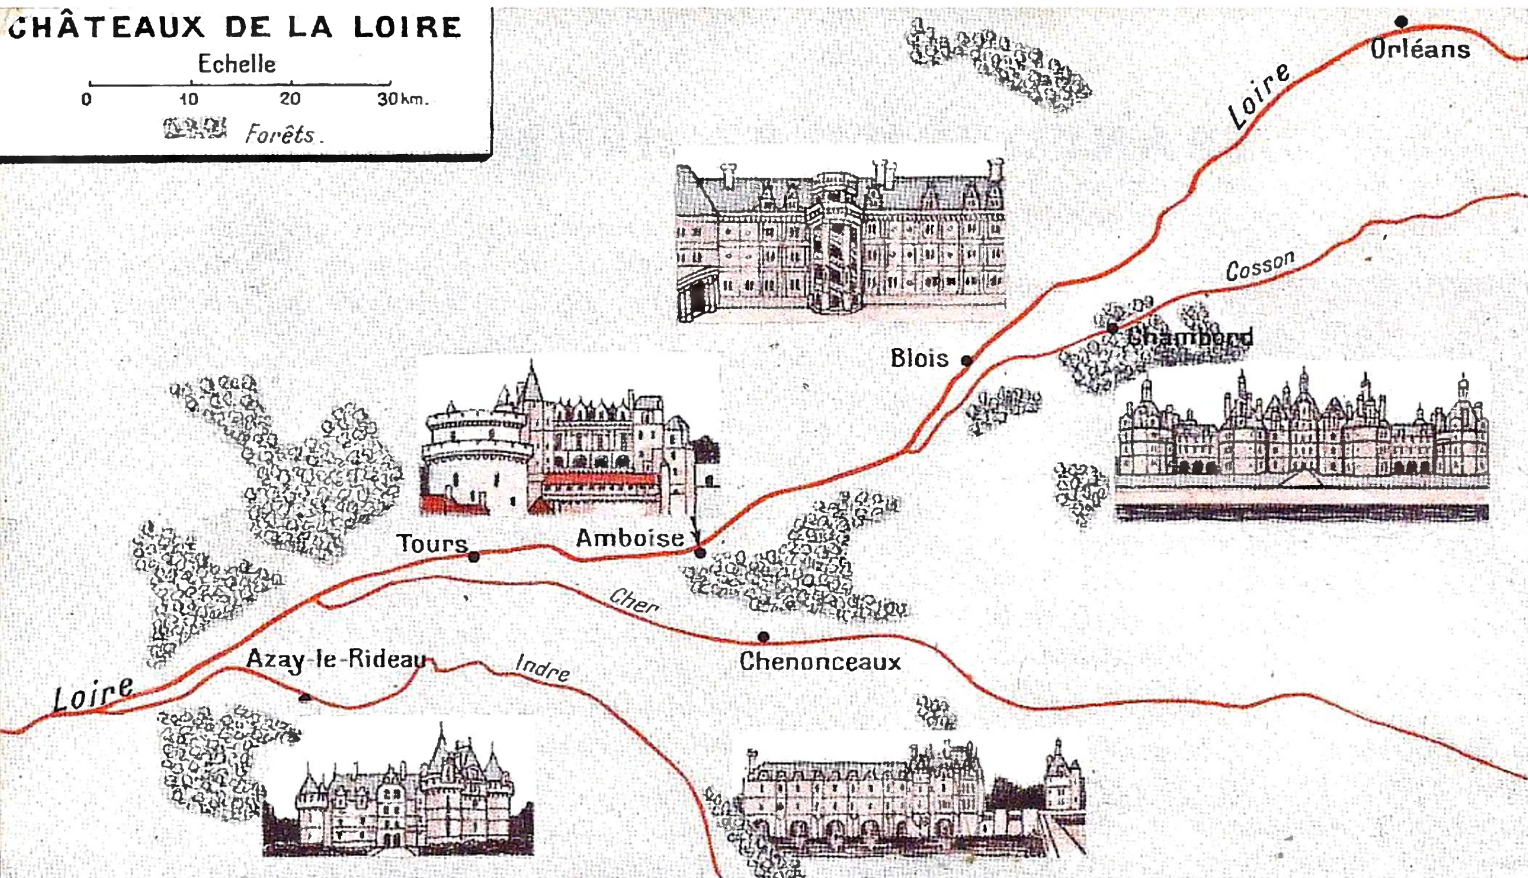 CHÂTEAUX DE LA LOIRE
Echelle
0 10 20 30 km.
Forêts.
Orléans
Loire
Cosson
Chambord
Blois
Amboise
Tours
Cher
Chenonceaux
Azay-le-Rideau
Indre
Loire